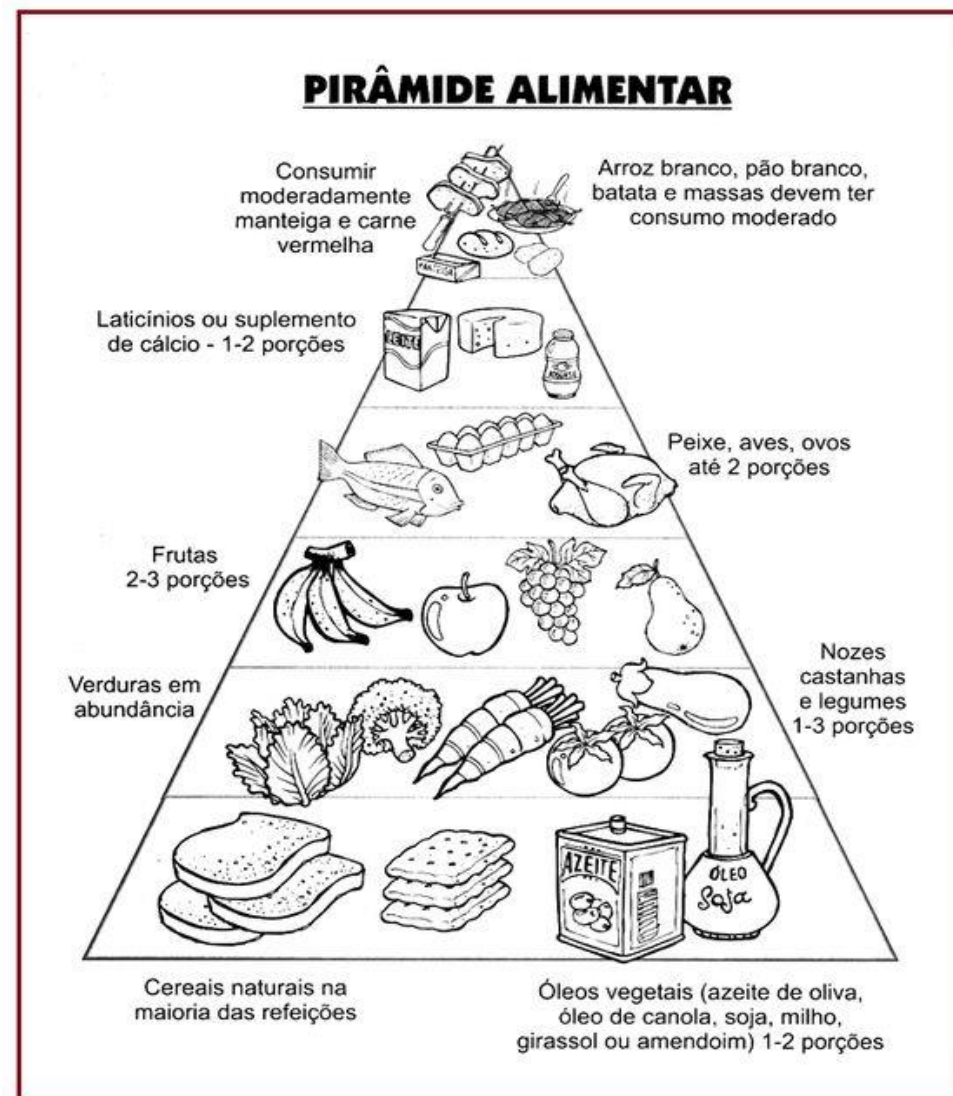 PIRÂMIDE ALIMENTAR
Consumir
moderadamente
manteiga e carne
vermelha
Arroz branco, pão branco,
batata e massas devem ter
consumo moderado
MANTEIGA
Laticínios ou suplemento
de cálcio - 1-2 porções
LEITE
Peixe, aves, ovos
até 2 porções
Frutas
2-3 porções
Verduras em
abundância
Nozes
castanhas
e legumes
1-3 porções
AZEITE
ÓLEO
Soja
Cereais naturais na
maioria das refeições
Óleos vegetais (azeite de oliva,
óleo de canola, soja, milho,
girassol ou amendoim) 1-2 porções